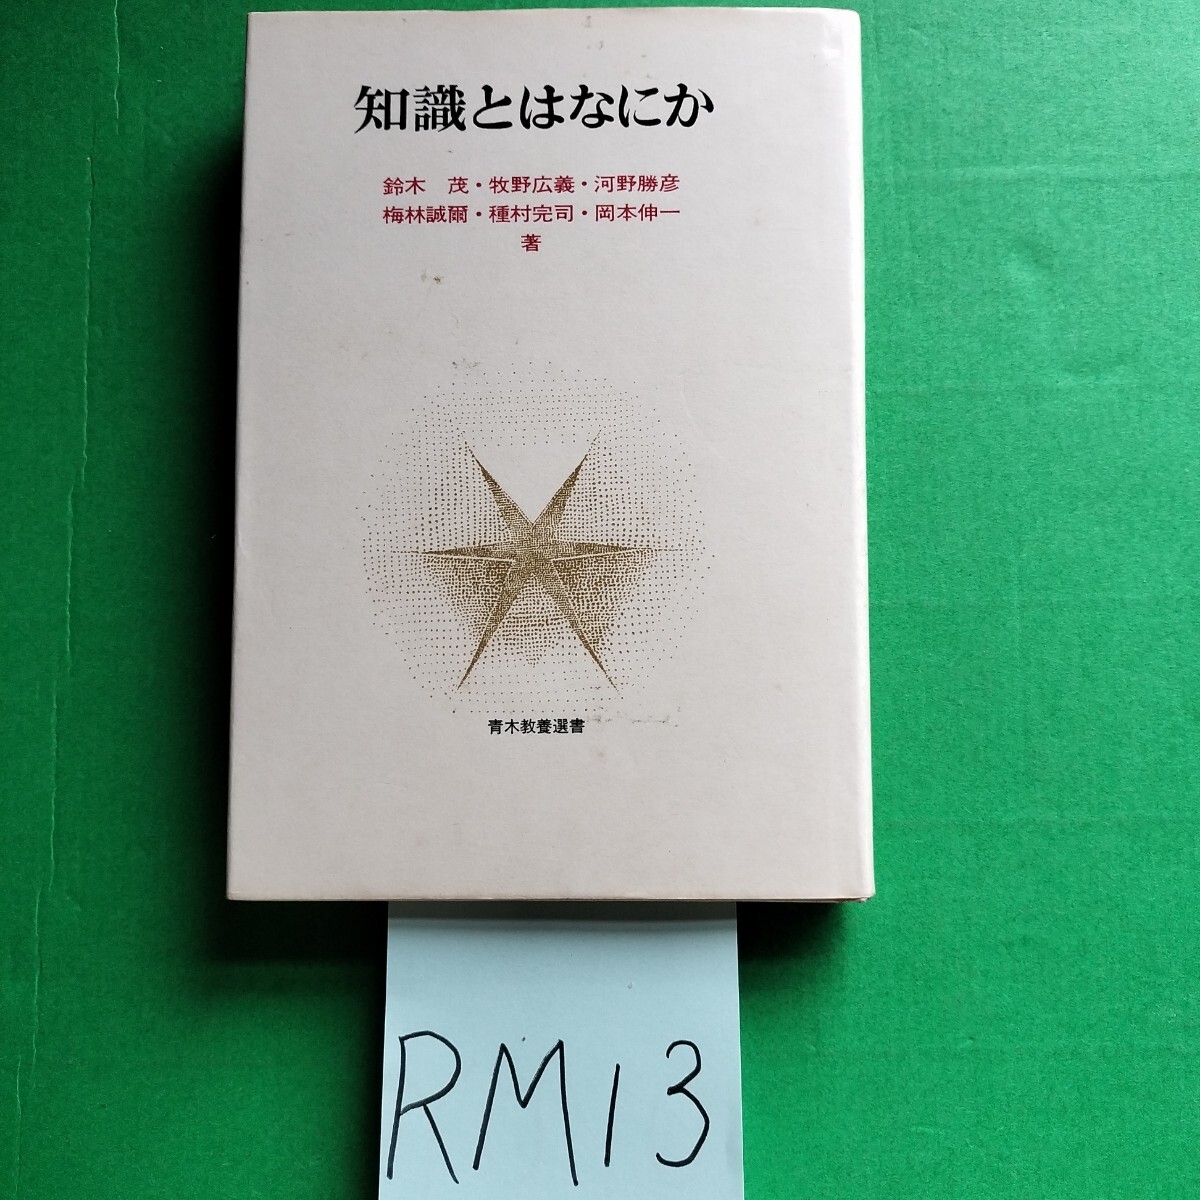 知識とはなにか
鈴木　茂・牧野広義・河野勝彦
梅林誠爾・種村完司・岡本伸一
著
青木教養選書
RM13